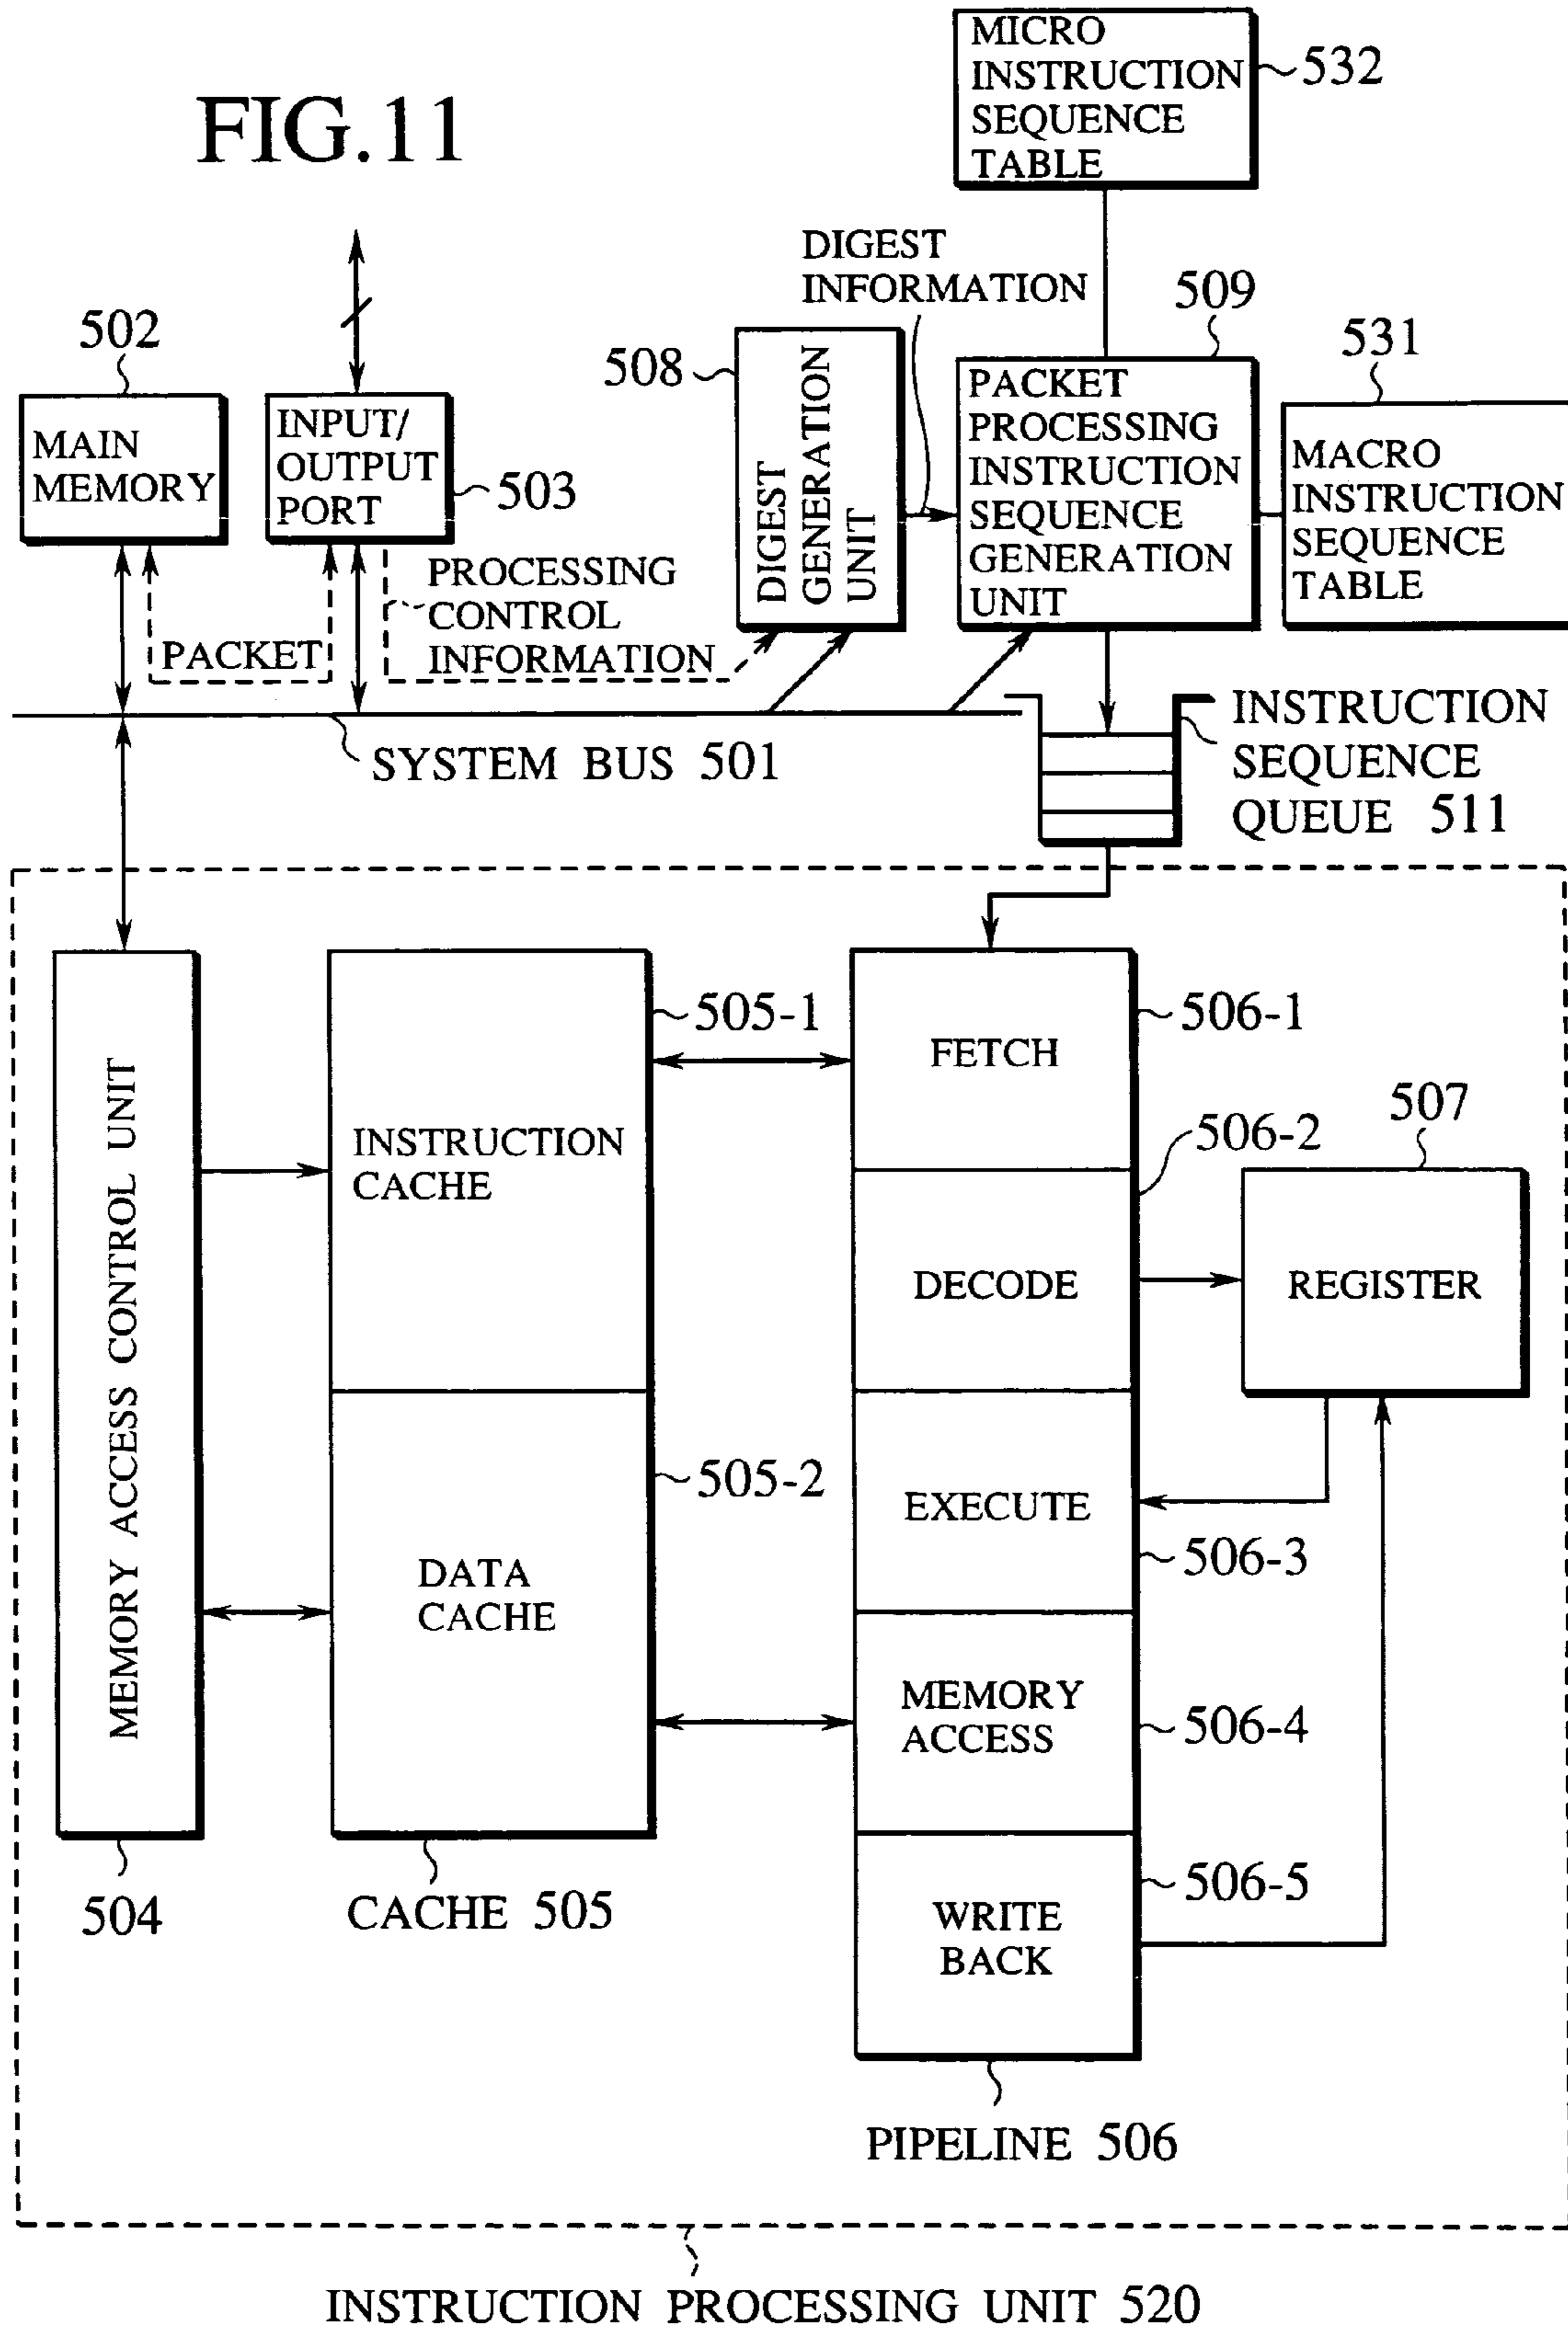 FIG.11
MICRO
INSTRUCTION
SEQUENCE
TABLE
532
DIGEST
INFORMATION
509
502
508
531
MAIN
MEMORY
INPUT/
OUTPUT
PORT
503
DIGEST
GENERATION
UNIT
PACKET
PROCESSING
INSTRUCTION
SEQUENCE
GENERATION
UNIT
MACRO
INSTRUCTION
SEQUENCE
TABLE
PACKET
PROCESSING
CONTROL
INFORMATION
SYSTEM BUS 501
INSTRUCTION
SEQUENCE
QUEUE 511
MEMORY ACCESS CONTROL UNIT
504
INSTRUCTION
CACHE
505-1
DATA
CACHE
505-2
CACHE 505
FETCH
506-1
DECODE
506-2
507
REGISTER
EXECUTE
506-3
MEMORY
ACCESS
506-4
WRITE
BACK
506-5
PIPELINE 506
INSTRUCTION PROCESSING UNIT 520